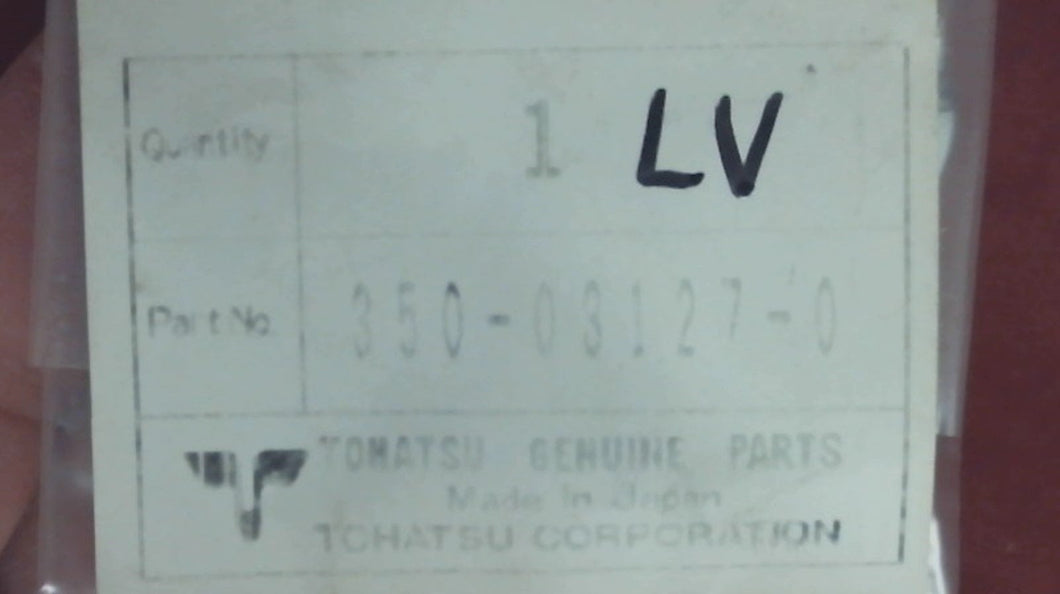 Quantity 1 LV
Part No. 350-03127-0
TOHATSU GENUINE PARTS
Made in Japan
TOHATSU CORPORATION